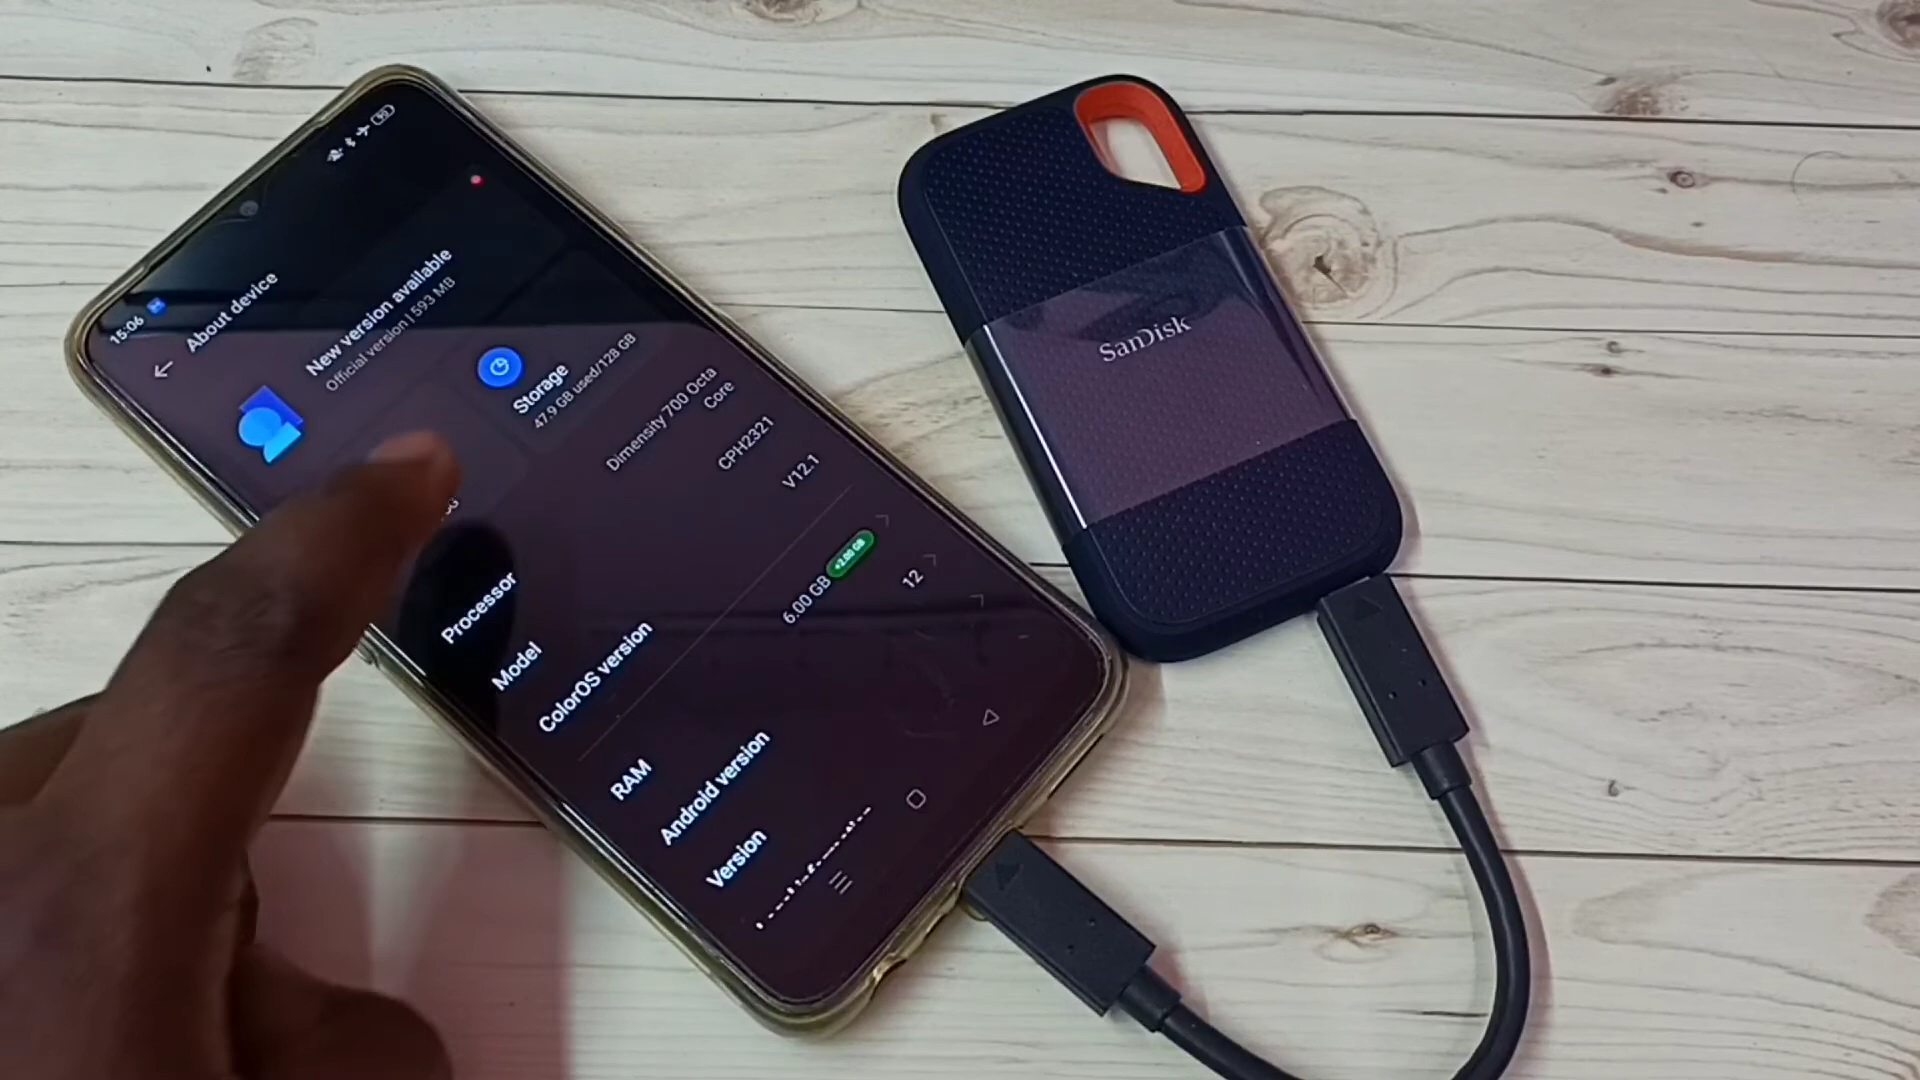 15:06
About device
New version available
Official version | 593 MB
Storage
47.9 GB used/128 GB
Processor
Dimensity 700 Octa
Core
Model
CPH2321
ColorOS version
V12.1
RAM
6.00 GB +2.00 GB
Android version
12
Version
SanDisk